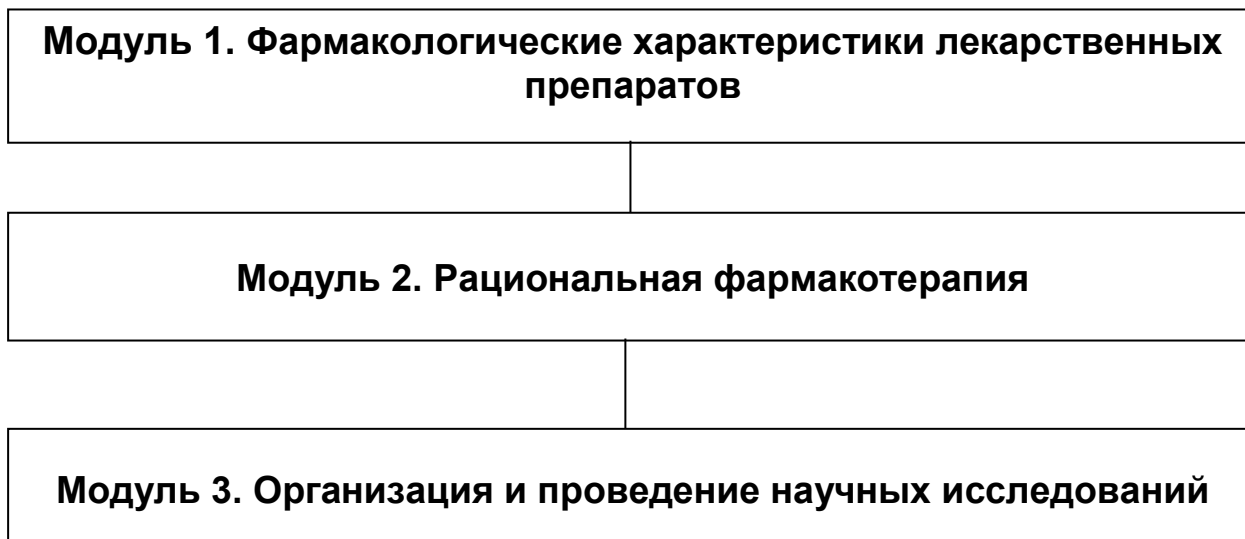 Модуль 1. Фармакологические характеристики лекарственных
препаратов
Модуль 2. Рациональная фармакотерапия
Модуль 3. Организация и проведение научных исследований